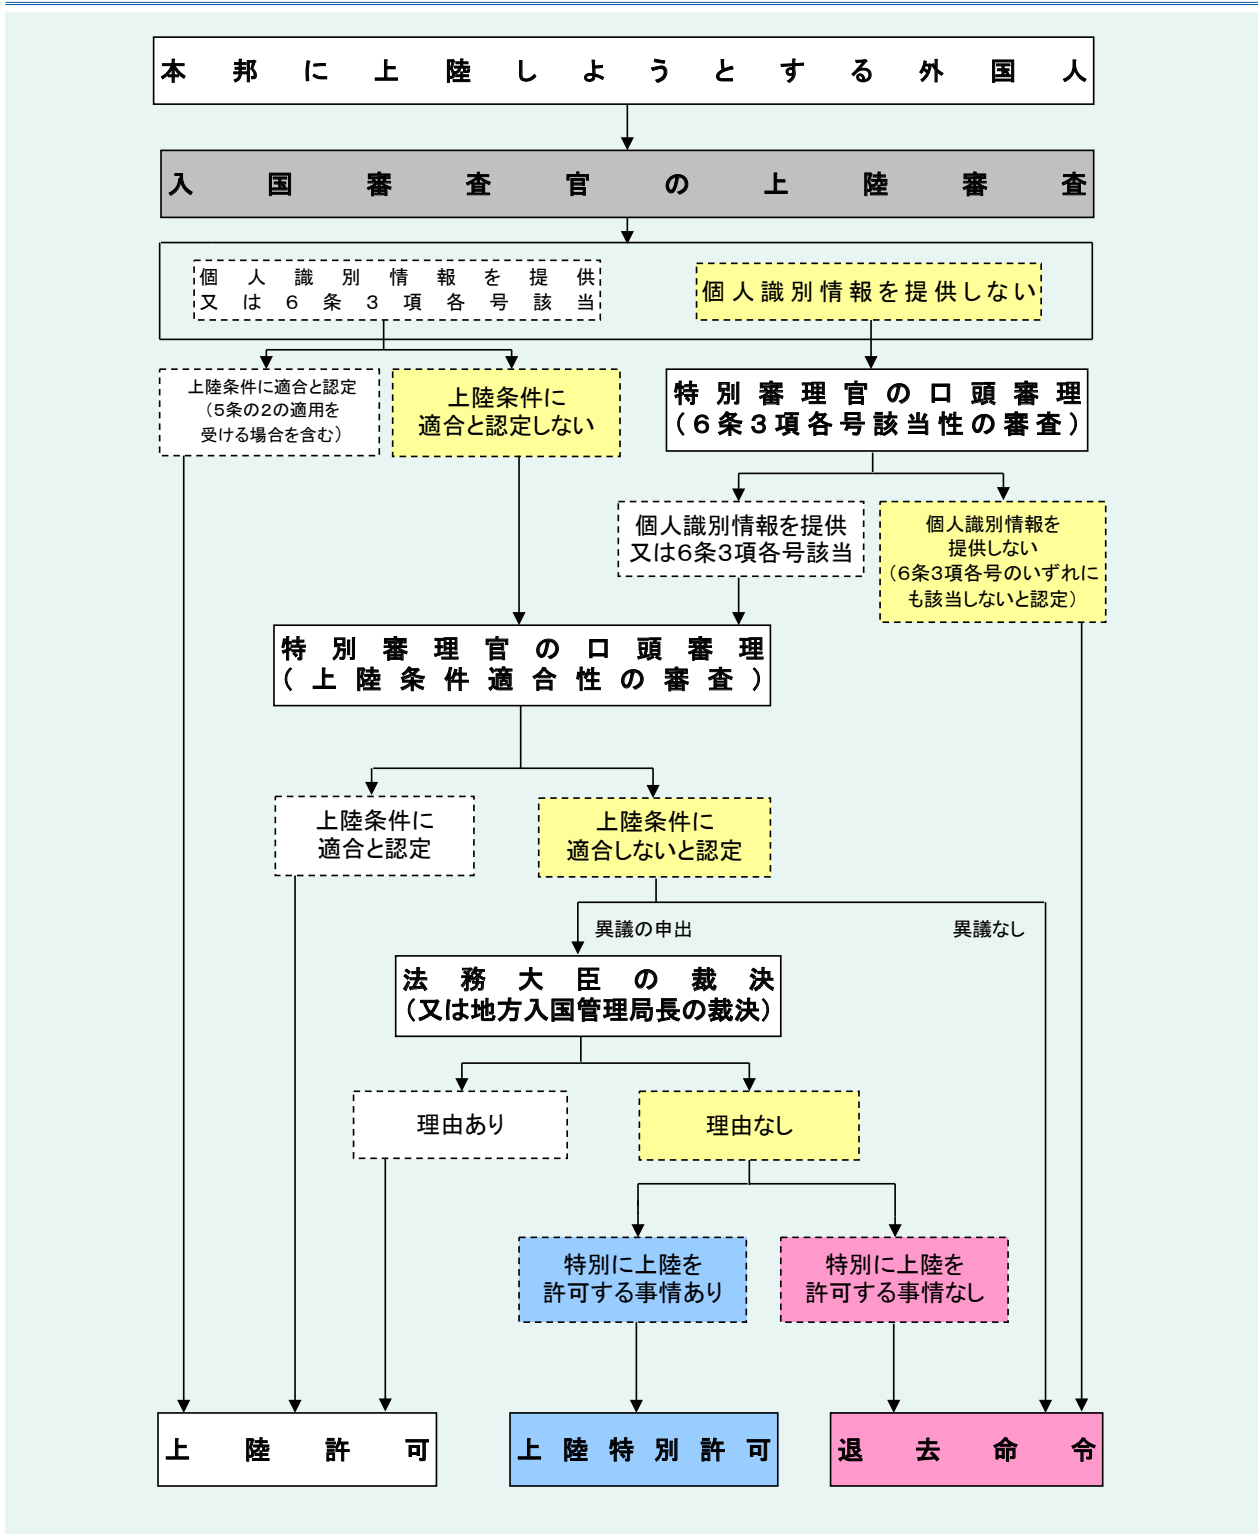 本邦に上陸しようとする外国人
入国審査官の上陸審査
個人識別情報を提供
又は６条３項各号該当
個人識別情報を提供しない
上陸条件に適合と認定
（５条の２の適用を
受ける場合を含む）
上陸条件に
適合と認定しない
特別審理官の口頭審理
（６条３項各号該当性の審査）
個人識別情報を提供
又は６条３項各号該当
個人識別情報を
提供しない
（６条３項各号のいずれに
も該当しないと認定）
特別審理官の口頭審理
（上陸条件適合性の審査）
上陸条件に
適合と認定
上陸条件に
適合しないと認定
異議の申出
異議なし
法務大臣の裁決
（又は地方入国管理局長の裁決）
理由あり
理由なし
特別に上陸を
許可する事情あり
特別に上陸を
許可する事情なし
上陸許可
上陸特別許可
退去命令